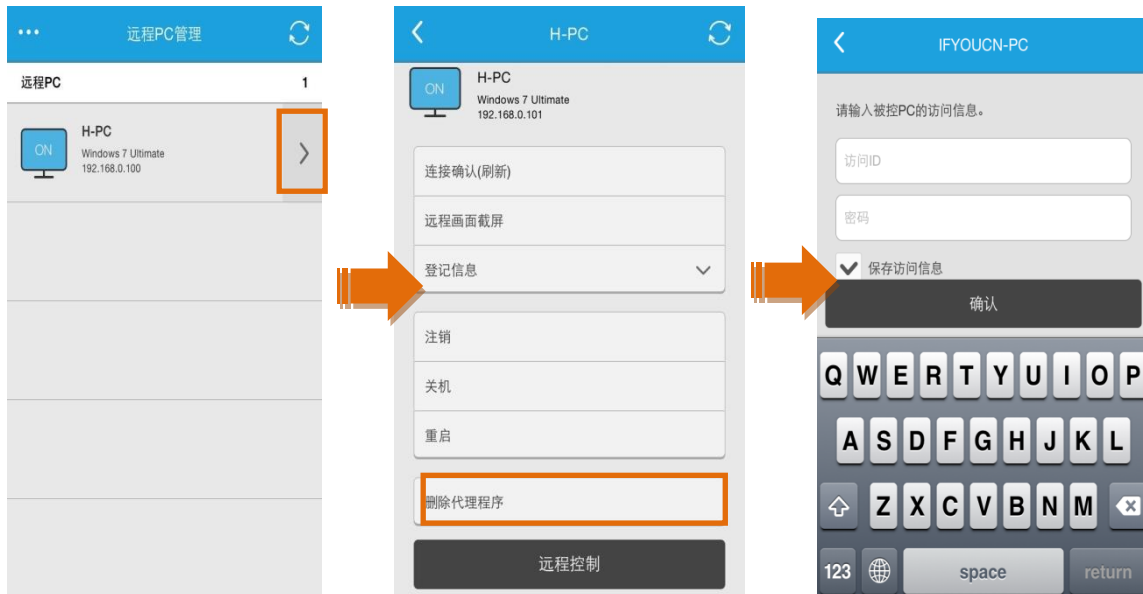 ••• 远程PC管理
远程PC 1
ON
H-PC
Windows 7 Ultimate
192.168.0.100
H-PC
ON
H-PC
Windows 7 Ultimate
192.168.0.101
连接确认(刷新)
远程画面截屏
登记信息
注销
关机
重启
删除代理程序
远程控制
IFYOUCN-PC
请输入被控PC的访问信息。
访问ID
密码
保存访问信息
确认
Q W E R T Y U I O P
A S D F G H J K L
Z X C V B N M
123 space return